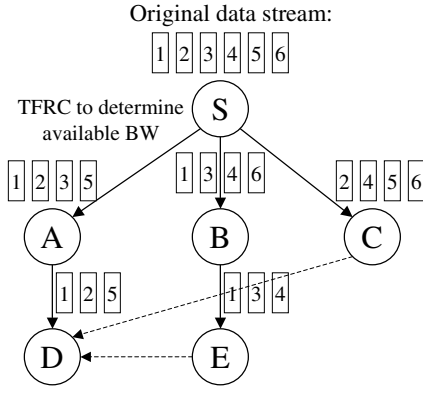 Original data stream:
1 2 3 4 5 6
S
TFRC to determine
available BW
1 2 3 5
1 3 4 6
2 4 5 6
A
B
C
1 2 5
1 3 4
D
E